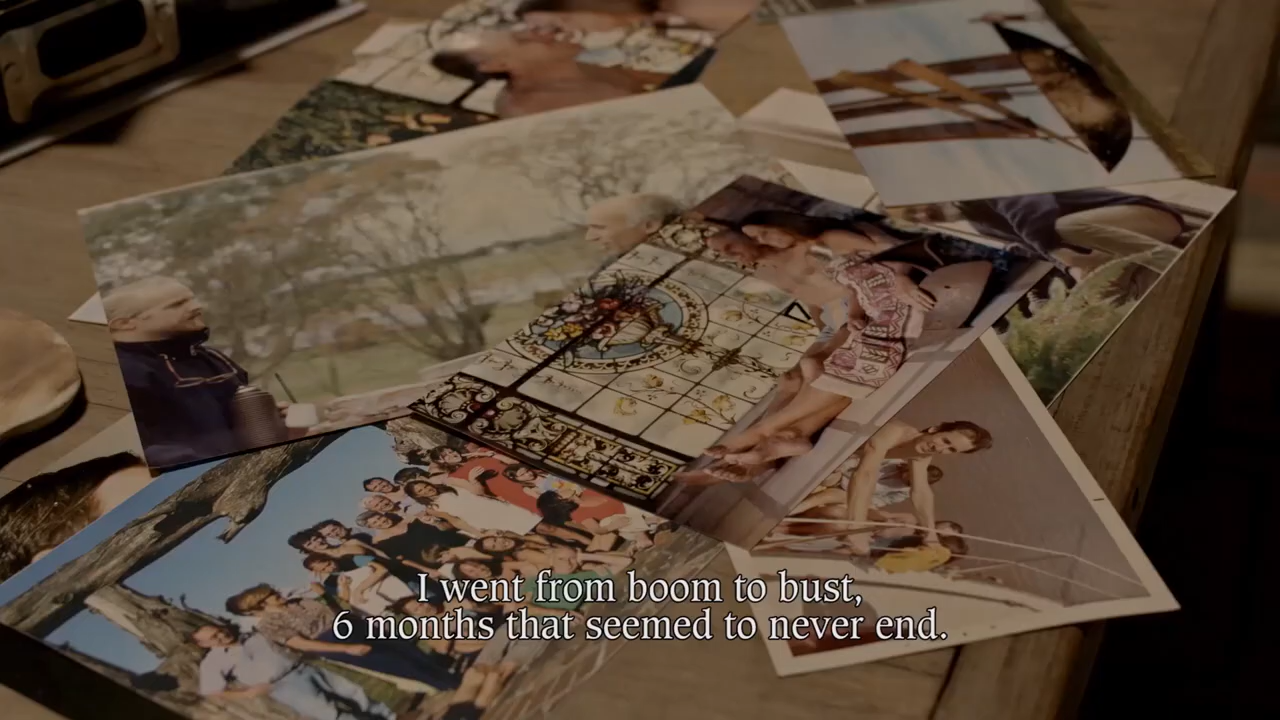 I went from boom to bust,
6 months that seemed to never end.